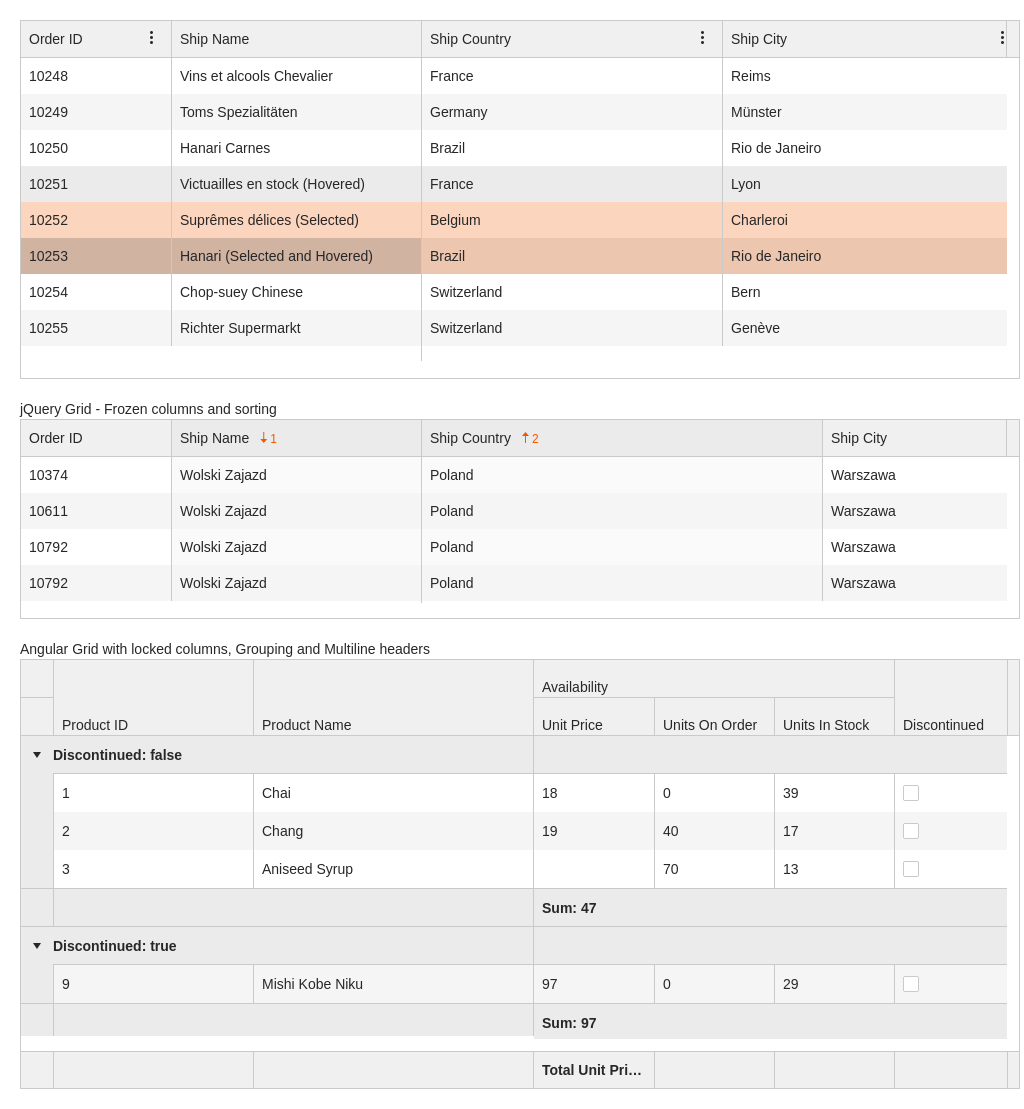 Order ID Ship Name Ship Country Ship City
10248 Vins et alcools Chevalier France Reims
10249 Toms Spezialitäten Germany Münster
10250 Hanari Carnes Brazil Rio de Janeiro
10251 Victuailles en stock (Hovered) France Lyon
10252 Suprêmes délices (Selected) Belgium Charleroi
10253 Hanari (Selected and Hovered) Brazil Rio de Janeiro
10254 Chop-suey Chinese Switzerland Bern
10255 Richter Supermarkt Switzerland Genève
jQuery Grid - Frozen columns and sorting
Order ID Ship Name 1 Ship Country 2 Ship City
10374 Wolski Zajazd Poland Warszawa
10611 Wolski Zajazd Poland Warszawa
10792 Wolski Zajazd Poland Warszawa
10792 Wolski Zajazd Poland Warszawa
Angular Grid with locked columns, Grouping and Multiline headers
Availability
Product ID Product Name Unit Price Units On Order Units In Stock Discontinued
Discontinued: false
1 Chai 18 0 39
2 Chang 19 40 17
3 Aniseed Syrup 70 13
Sum: 47
Discontinued: true
9 Mishi Kobe Niku 97 0 29
Sum: 97
Total Unit Pri…